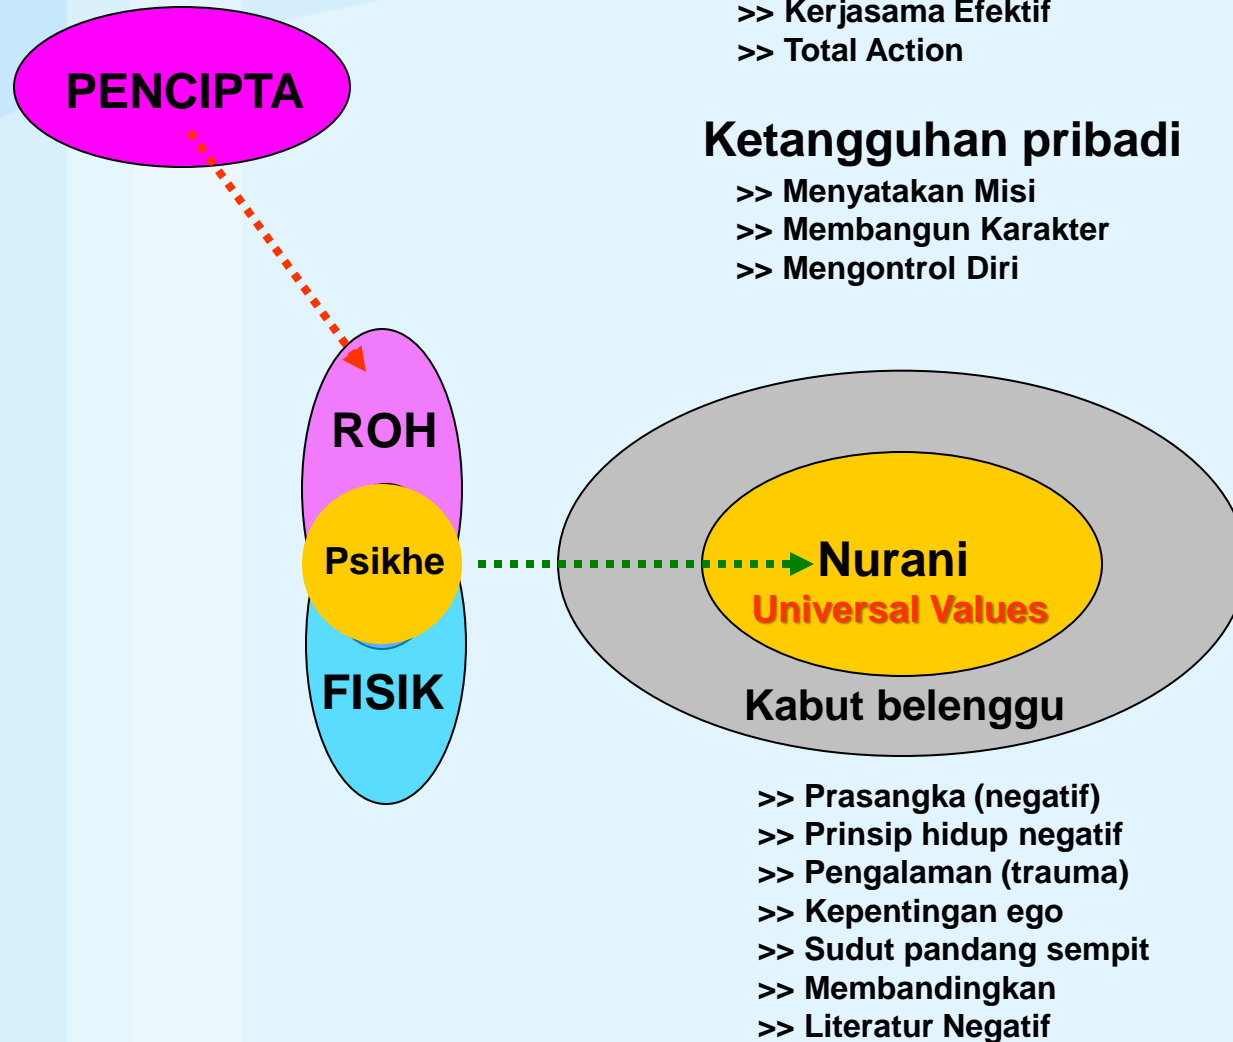 >> Kerjasama Efektif
>> Total Action
PENCIPTA
Ketangguhan pribadi
>> Menyatakan Misi
>> Membangun Karakter
>> Mengontrol Diri
ROH
Psikhe
FISIK
Nurani
Universal Values
Kabut belenggu
>> Prasangka (negatif)
>> Prinsip hidup negatif
>> Pengalaman (trauma)
>> Kepentingan ego
>> Sudut pandang sempit
>> Membandingkan
>> Literatur Negatif